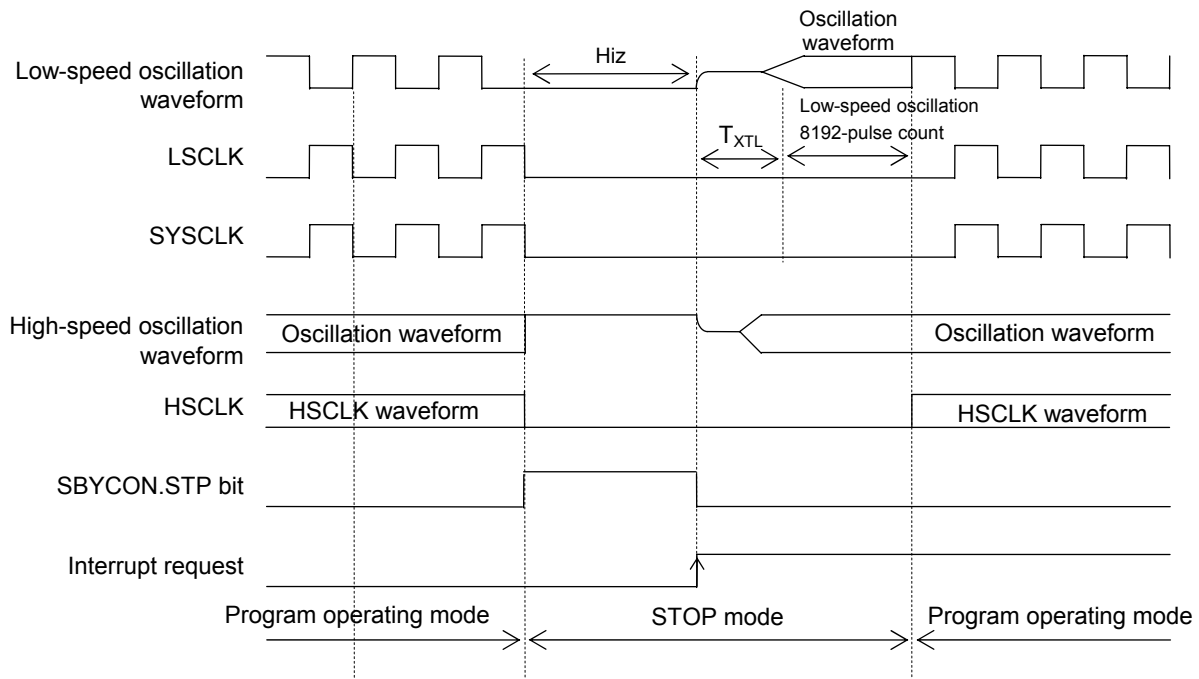 Oscillation
waveform
Low-speed oscillation
waveform
Hiz
Low-speed oscillation
8192-pulse count
TXTL
LSCLK
SYSCLK
High-speed oscillation
waveform
Oscillation waveform
Oscillation waveform
HSCLK
HSCLK waveform
HSCLK waveform
SBYCON.STP bit
Interrupt request
Program operating mode
STOP mode
Program operating mode